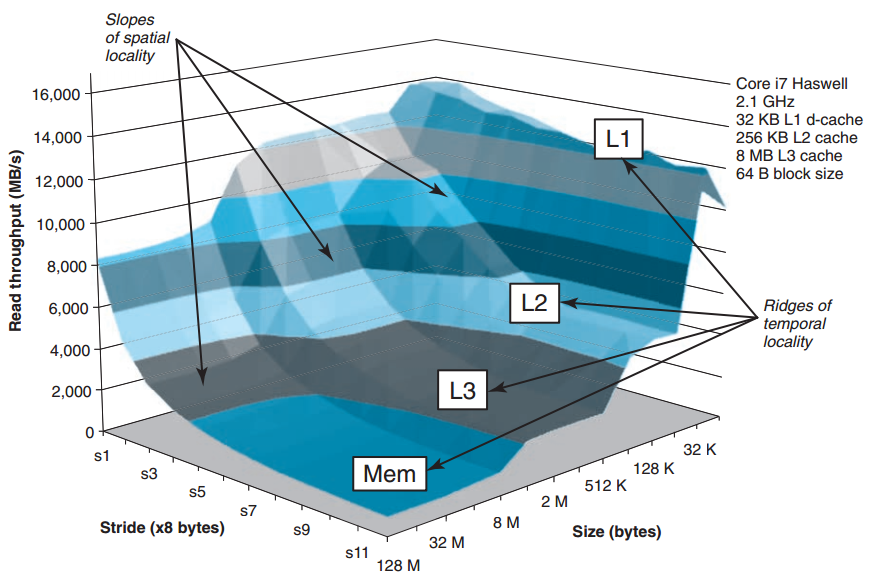 Slopes
of spatial
locality
Core i7 Haswell
2.1 GHz
32 KB L1 d-cache
256 KB L2 cache
8 MB L3 cache
64 B block size
Read throughput (MB/s)
16,000
14,000
12,000
10,000
8,000
6,000
4,000
2,000
0
L1
L2
L3
Mem
Ridges of
temporal
locality
s1
s3
s5
s7
s9
s11
Stride (x8 bytes)
128 M
32 M
8 M
2 M
512 K
128 K
32 K
Size (bytes)